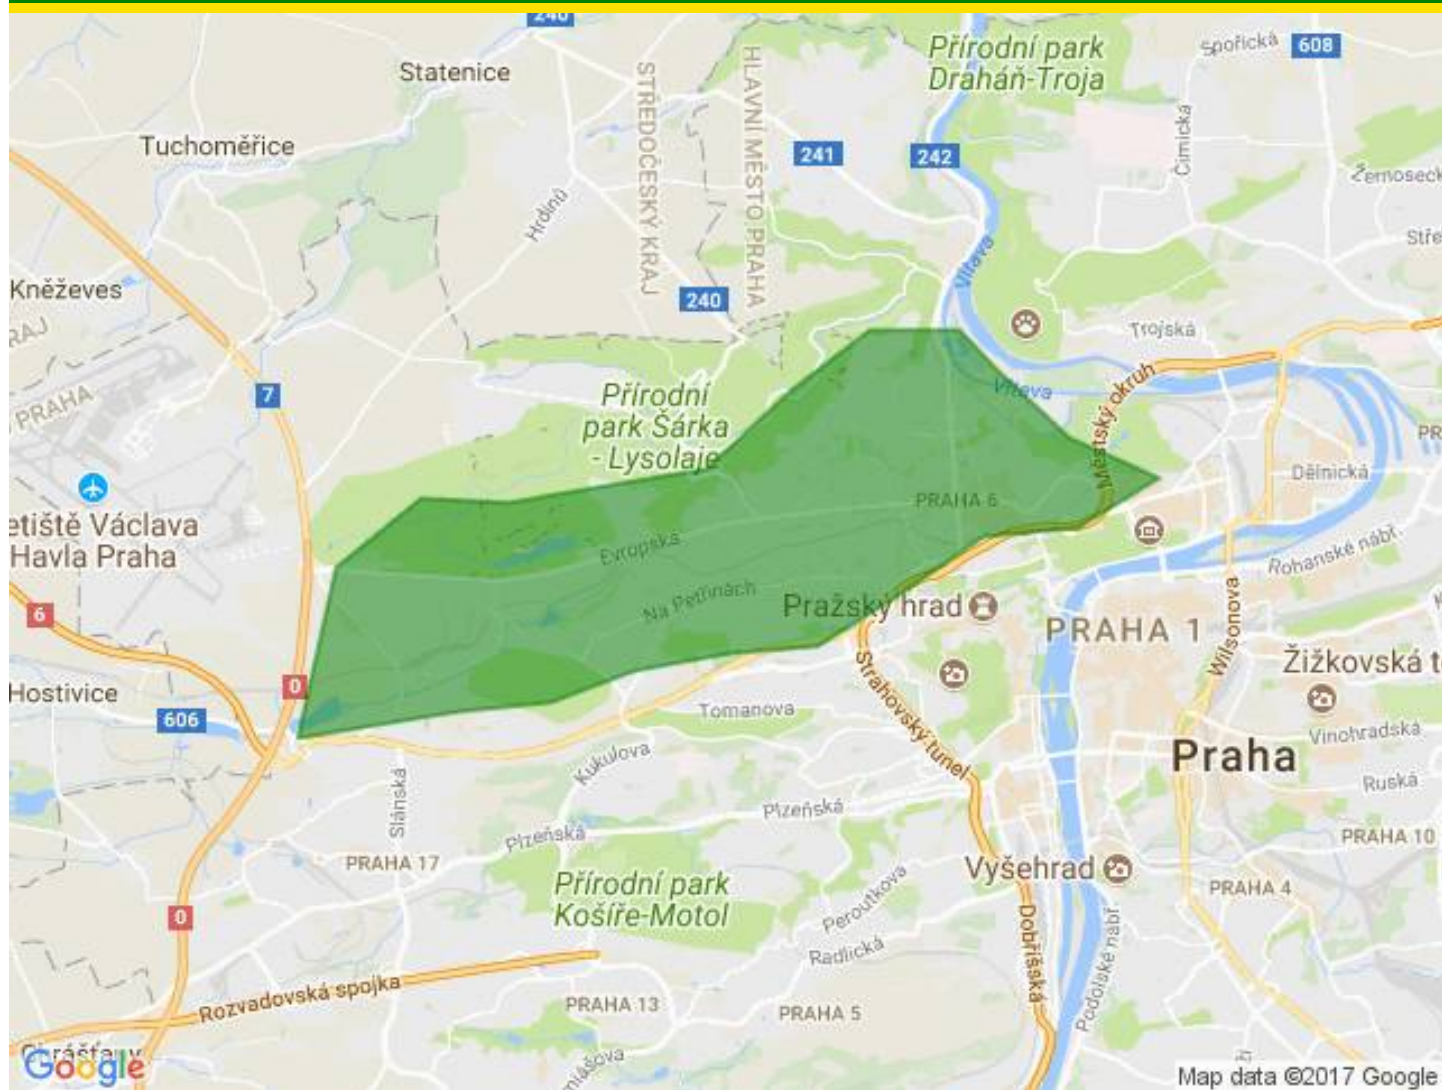 240
Přírodní park
Draháň-Troja
Spořická
608
Statenice
STŘEDOČESKÝ KRAJ
HLAVNÍ MĚSTO PRAHA
Tuchoměřice
241
242
Čimická
Hrdinů
Vltava
Kněževes
240
Trojská
7
Vltava
Městský okruh
PRAHA
Přírodní
park Šárka
- Lysolaje
Dělnická
PRAHA 6
etiště Václava
Havla Praha
Evropská
Rohanské nábř.
Na Petřinách
Pražský hrad
PRAHA 1
Wilsonova
6
Žižkovská t
Hostivice
0
606
Strahovský tunel
Tomanova
Vinohradská
Praha
Kukulova
Ruská
Slánská
Plzeňská
Plzeňská
PRAHA 10
PRAHA 17
Vyšehrad
PRAHA 4
Přírodní park
Košíře-Motol
Peroutkova
0
Radlická
Dobříšská
Podolské nábř.
Rozvadovská spojka
PRAHA 13
PRAHA 5
Google
Map data ©2017 Google